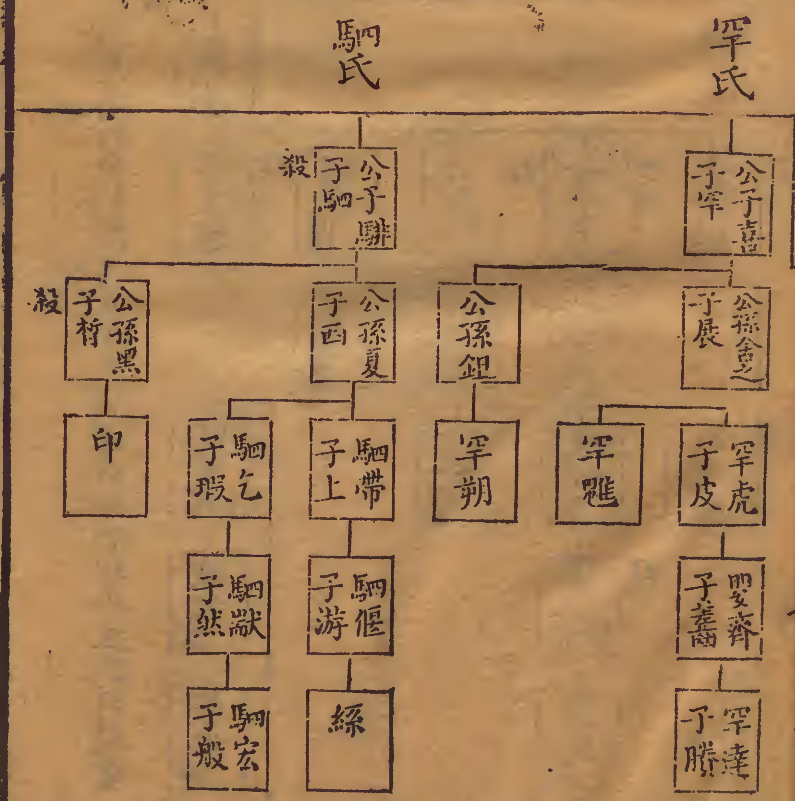 罕氏
公子喜
子罕
公孫舍之
子展
公孫鉏
罕虎
子皮
罕魋
罕朔
嬰齊
子齹
罕達
子賸
駟氏
公子騑
子駟
殺
公孫夏
子西
公孫黑
子晳
殺
駟帶
子上
駟乞
子瑕
印
駟偃
子游
駟歂
子然
絲
駟宏
子般